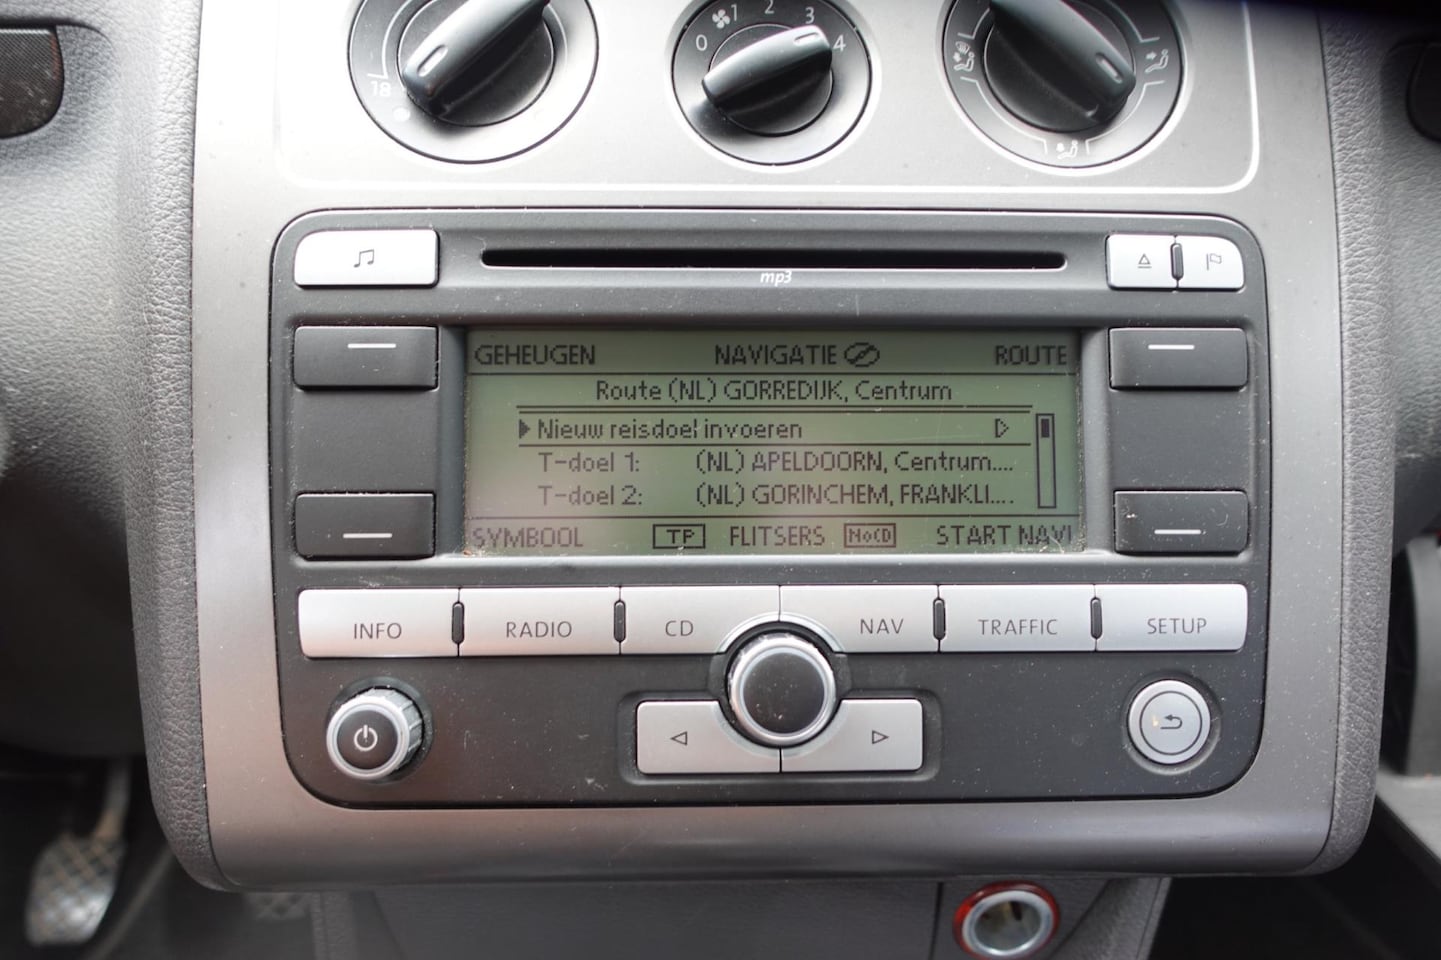 1 2 3
0 4
18
mp3
GEHEUGEN NAVIGATIE ROUTE
Route (NL) GORREDIJK, Centrum
Nieuw reisdoel invoeren
T-doel 1: (NL) APELDOORN, Centrum....
T-doel 2: (NL) GORINCHEM, FRANKLI....
SYMBOOL TP FLITSERS NoCD START NAVI
INFO RADIO CD NAV TRAFFIC SETUP